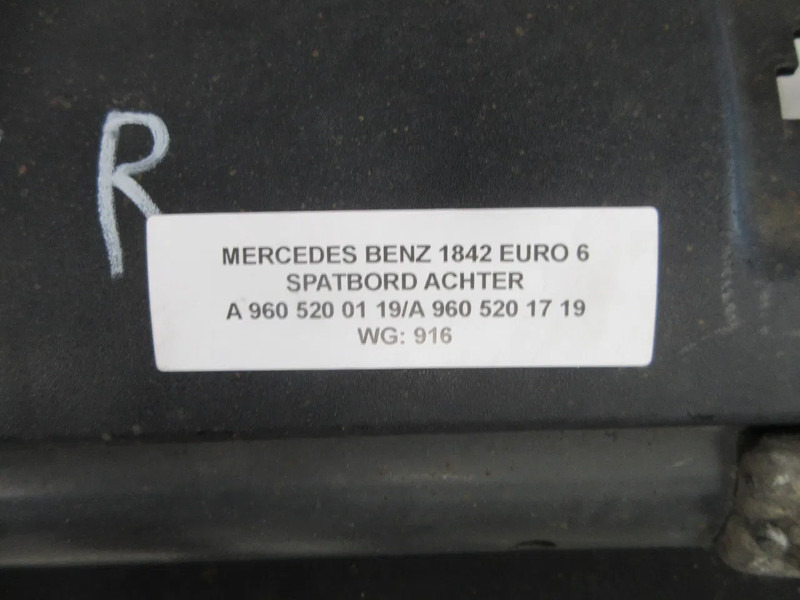 R
MERCEDES BENZ 1842 EURO 6
SPATBORD ACHTER
A 960 520 01 19/A 960 520 17 19
WG: 916